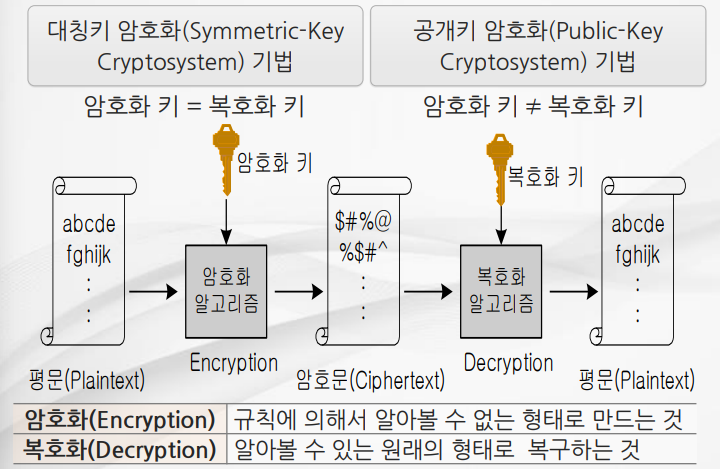 대칭키 암호화(Symmetric-Key
Cryptosystem) 기법
공개키 암호화(Public-Key
Cryptosystem) 기법
암호화 키 = 복호화 키
암호화 키 ≠ 복호화 키
암호화 키
복호화 키
abcde
fghijk
:
:
암호화
알고리즘
$#%@
%$#^
:
:
복호화
알고리즘
abcde
fghijk
:
:
평문(Plaintext)
Encryption
암호문(Ciphertext)
Decryption
평문(Plaintext)
암호화(Encryption) 규칙에 의해서 알아볼 수 없는 형태로 만드는 것
복호화(Decryption) 알아볼 수 있는 원래의 형태로 복구하는 것